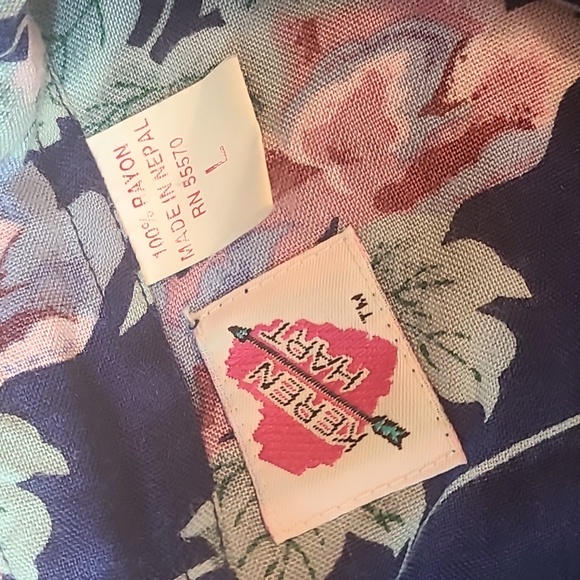 100% RAYON
MADE IN NEPAL
RN 55570
L
KEREN
HART
TM